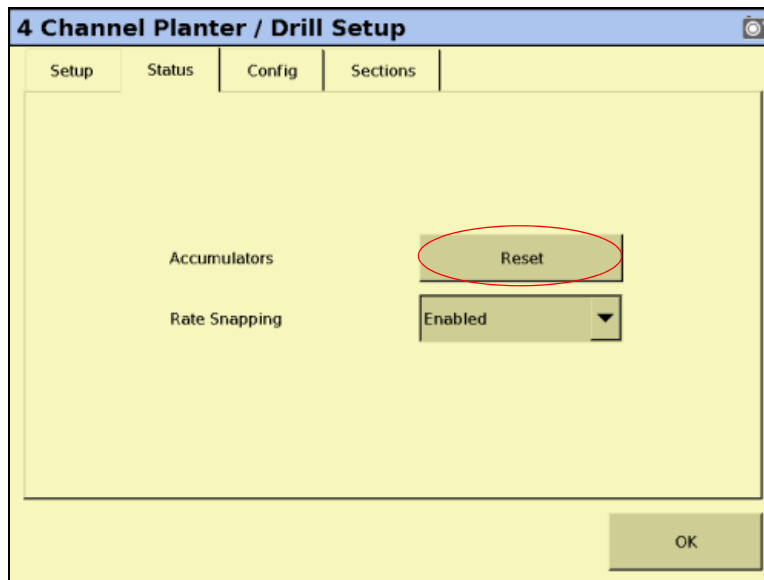 4 Channel Planter / Drill Setup
Setup Status Config Sections
Accumulators Reset
Rate Snapping Enabled
OK